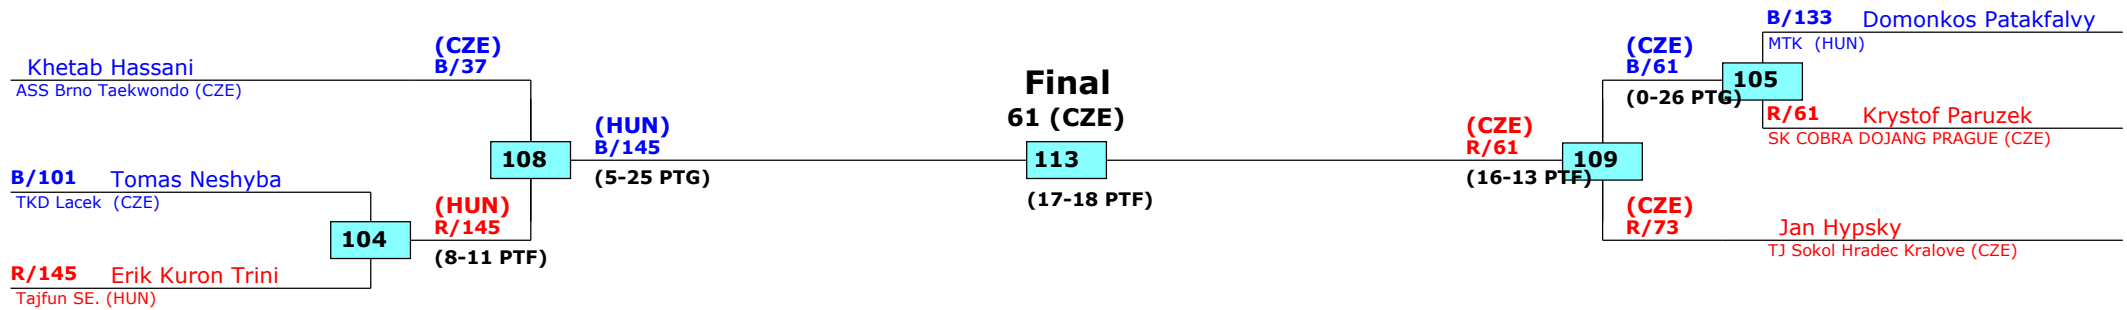 Khetab Hassani
ASS Brno Taekwondo (CZE)
(CZE)
B/37
B/101 Tomas Neshyba
TKD Lacek (CZE)
104
R/145 Erik Kuron Trini
Tajfun SE. (HUN)
(HUN)
R/145
(8-11 PTF)
108
(HUN)
B/145
(5-25 PTG)
Final
61 (CZE)
113
(17-18 PTF)
(CZE)
R/61
(16-13 PTF)
109
(CZE)
B/61
(0-26 PTG)
105
B/133 Domonkos Patakfalvy
MTK (HUN)
R/61 Krystof Paruzek
SK COBRA DOJANG PRAGUE (CZE)
(CZE)
R/73
Jan Hypsky
TJ Sokol Hradec Kralove (CZE)